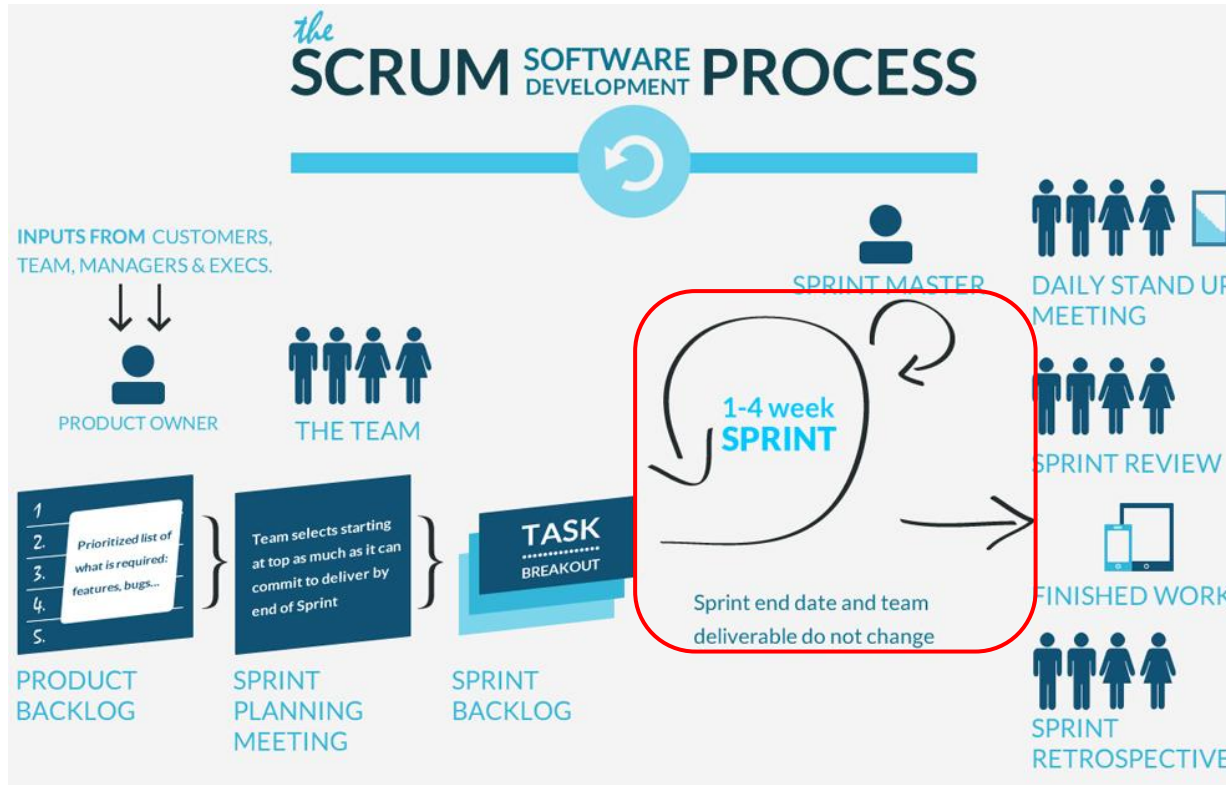 the
SCRUM SOFTWARE DEVELOPMENT PROCESS
INPUTS FROM CUSTOMERS,
TEAM, MANAGERS & EXECS.
PRODUCT OWNER
THE TEAM
SPRINT MASTER
1-4 week
SPRINT
DAILY STAND UP
MEETING
SPRINT REVIEW
FINISHED WORK
SPRINT
RETROSPECTIVE
1
2.
3.
4.
5.
Prioritized list of
what is required:
features, bugs...
PRODUCT
BACKLOG
Team selects starting
at top as much as it can
commit to deliver by
end of Sprint
SPRINT
PLANNING
MEETING
TASK
BREAKOUT
SPRINT
BACKLOG
Sprint end date and team
deliverable do not change